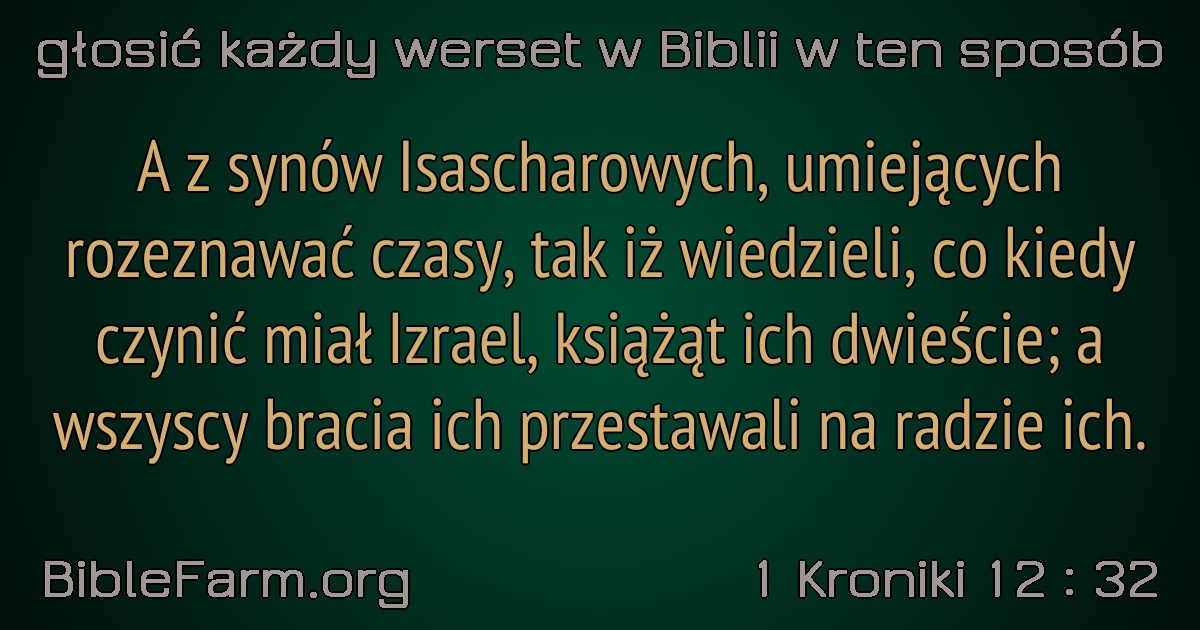 głosić każdy werset w Biblii w ten sposób
A z synów Isascharowych, umiejących
rozeznawać czasy, tak iż wiedzieli, co kiedy
czynić miał Izrael, książąt ich dwieście; a
wszyscy bracia ich przestawali na radzie ich.
BibleFarm.org
1 Kroniki 12 : 32